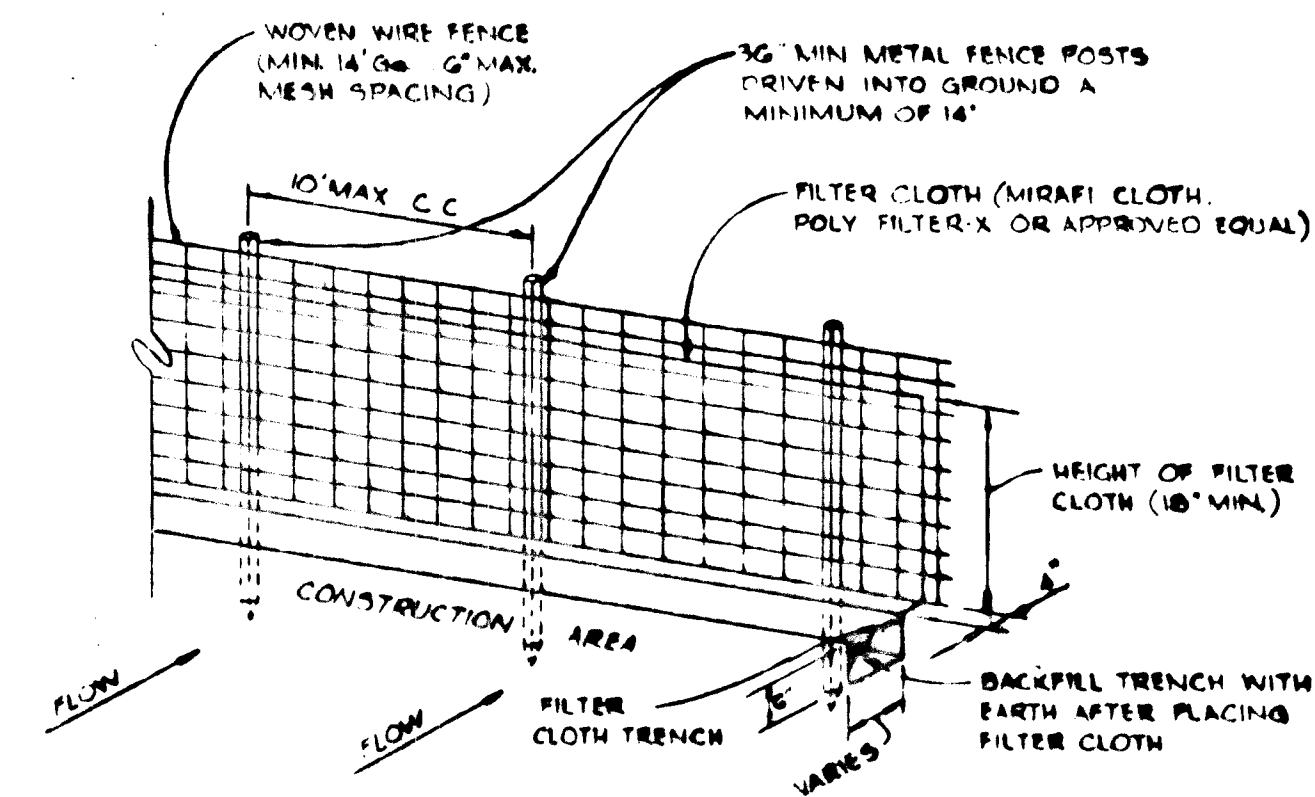 WOVEN WIRE FENCE
(MIN. 14 Ga. 6" MAX.
MESH SPACING)
36" MIN METAL FENCE POSTS
DRIVEN INTO GROUND A
MINIMUM OF 14"
10' MAX C C
FILTER CLOTH (MIRAFI CLOTH.
POLY FILTER-X OR APPROVED EQUAL)
HEIGHT OF FILTER
CLOTH (18" MIN.)
4"
CONSTRUCTION AREA
FLOW
FLOW
FILTER
CLOTH TRENCH
6"
VARIES
BACKFILL TRENCH WITH
EARTH AFTER PLACING
FILTER CLOTH